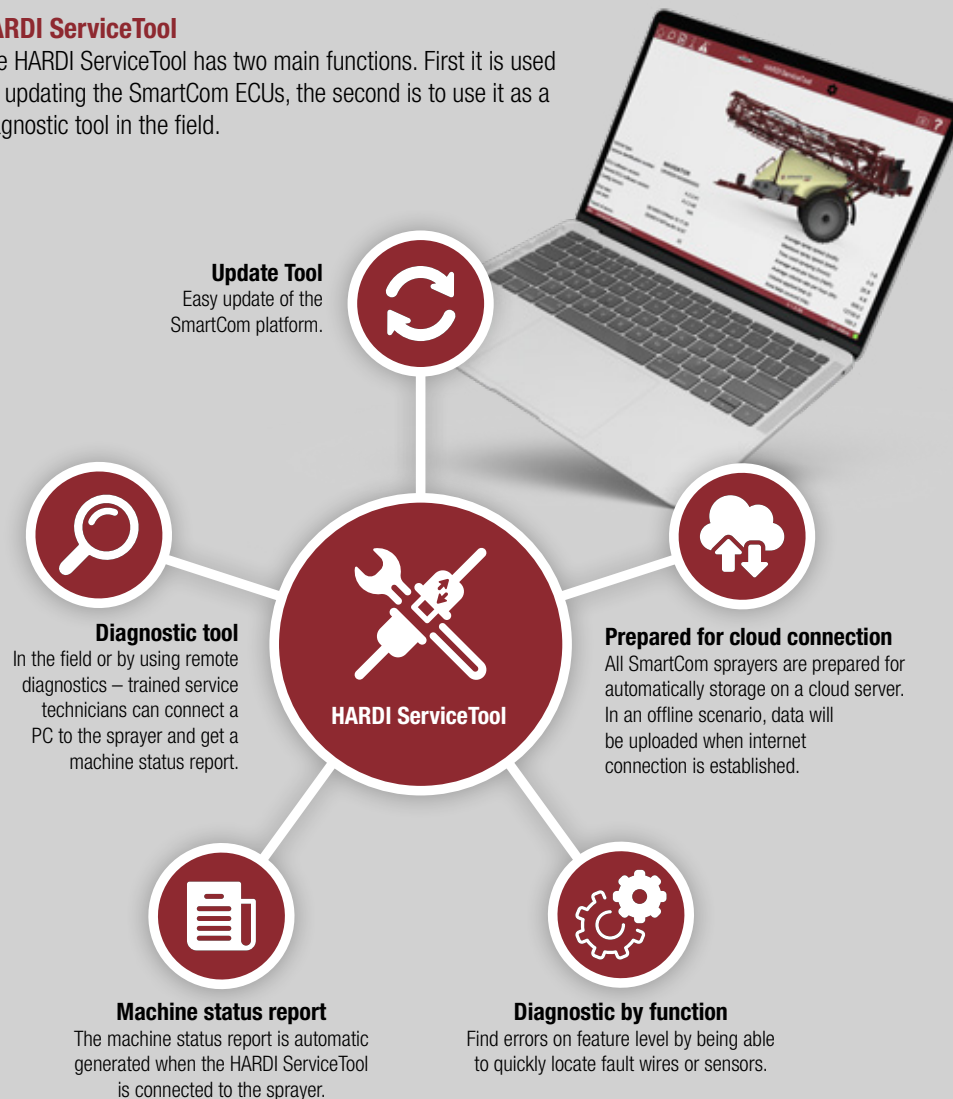 ARDI ServiceTool
e HARDI ServiceTool has two main functions. First it is used
updating the SmartCom ECUs, the second is to use it as a
agnostic tool in the field.
HARDI ServiceTool
?
Update Tool
Easy update of the
SmartCom platform.
Diagnostic tool
In the field or by using remote
diagnostics – trained service
technicians can connect a
PC to the sprayer and get a
machine status report.
HARDI ServiceTool
Prepared for cloud connection
All SmartCom sprayers are prepared for
automatically storage on a cloud server.
In an offline scenario, data will
be uploaded when internet
connection is established.
Machine status report
The machine status report is automatic
generated when the HARDI ServiceTool
is connected to the sprayer.
Diagnostic by function
Find errors on feature level by being able
to quickly locate fault wires or sensors.